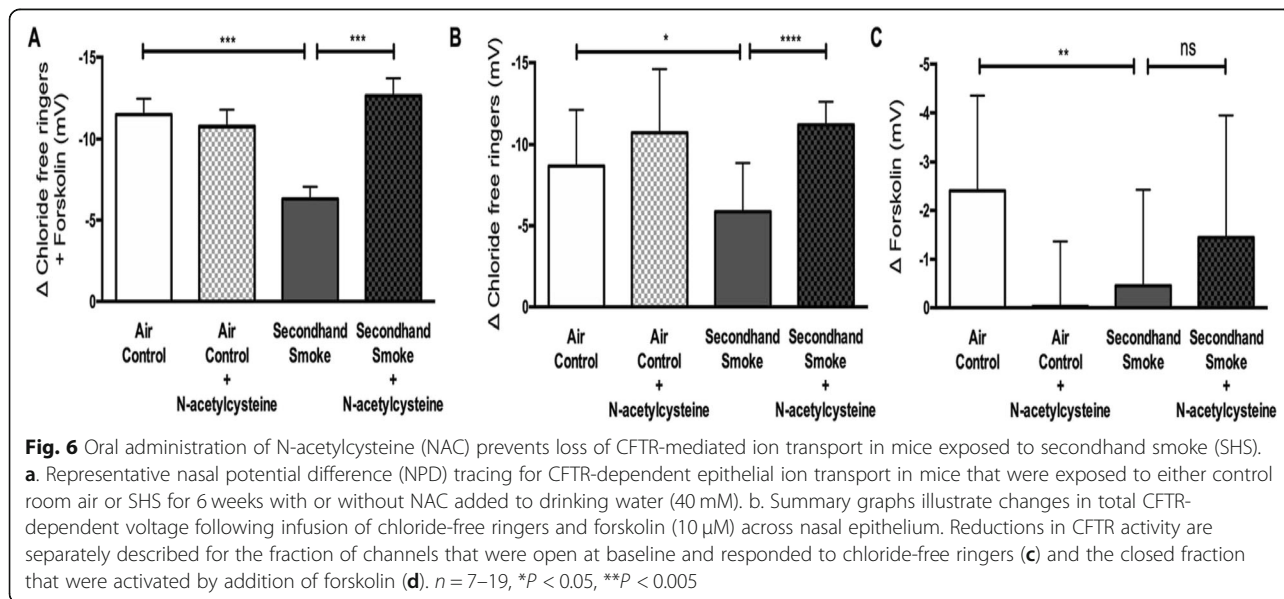 A
***
***
-15
-10
-5
0
Δ Chloride free ringers
+ Forskolin (mV)
Air
Control
Air
Control
+
N-acetylcysteine
Secondhand
Smoke
Secondhand
Smoke
+
N-acetylcysteine
B
*
****
-15
-10
-5
0
Δ Chloride free ringers (mV)
Air
Control
Air
Control
+
N-acetylcysteine
Secondhand
Smoke
Secondhand
Smoke
+
N-acetylcysteine
C
**
ns
-5
-4
-3
-2
-1
0
Δ Forskolin (mV)
Air
Control
Air
Control
+
N-acetylcysteine
Secondhand
Smoke
Secondhand
Smoke
+
N-acetylcysteine
Fig. 6 Oral administration of N-acetylcysteine (NAC) prevents loss of CFTR-mediated ion transport in mice exposed to secondhand smoke (SHS).
a. Representative nasal potential difference (NPD) tracing for CFTR-dependent epithelial ion transport in mice that were exposed to either control
room air or SHS for 6 weeks with or without NAC added to drinking water (40 mM). b. Summary graphs illustrate changes in total CFTR-
dependent voltage following infusion of chloride-free ringers and forskolin (10 μM) across nasal epithelium. Reductions in CFTR activity are
separately described for the fraction of channels that were open at baseline and responded to chloride-free ringers (c) and the closed fraction
that were activated by addition of forskolin (d). n = 7–19, *P < 0.05, **P < 0.005